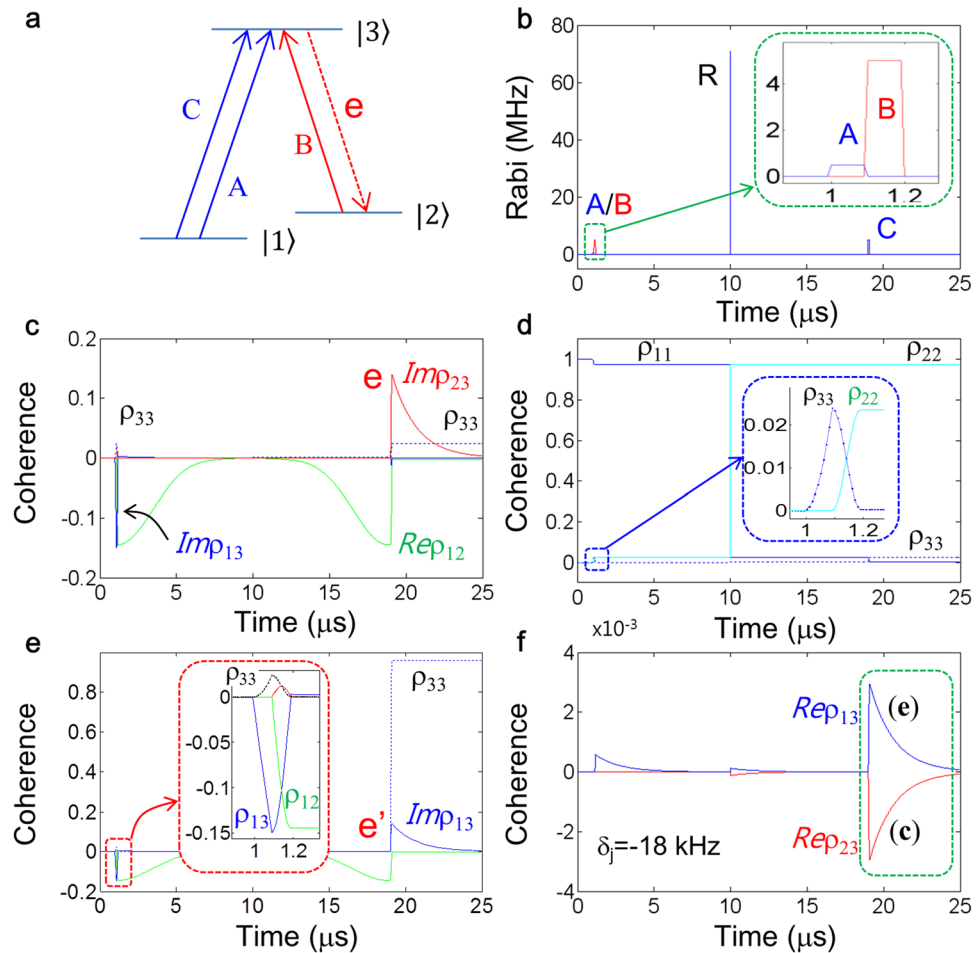 a
|3⟩
C
A
B
e
|2⟩
|1⟩
b
Rabi (MHz)
80
60
40
20
0
R
A/B
C
A
B
4
2
0
1
1.2
0
5
10
15
20
25
Time (μs)
c
Coherence
0.2
0.1
0
-0.1
-0.2
ρ33
e
Imρ23
ρ33
Imρ13
Reρ12
0
5
10
15
20
25
Time (μs)
d
Coherence
1
0.8
0.6
0.4
0.2
0
ρ11
ρ22
ρ33
ρ22
0.02
0.01
0
1
1.2
ρ33
0
5
10
15
20
25
Time (μs)
e
Coherence
0.8
0.6
0.4
0.2
0
-0.2
ρ33
0
-0.05
-0.1
-0.15
ρ13
ρ12
1
1.2
ρ33
e’
Imρ13
0
5
10
15
20
25
Time (μs)
x10-3
f
Coherence
4
2
0
-2
-4
Reρ13
(e)
Reρ23
(c)
δj=-18 kHz
0
5
10
15
20
25
Time (μs)